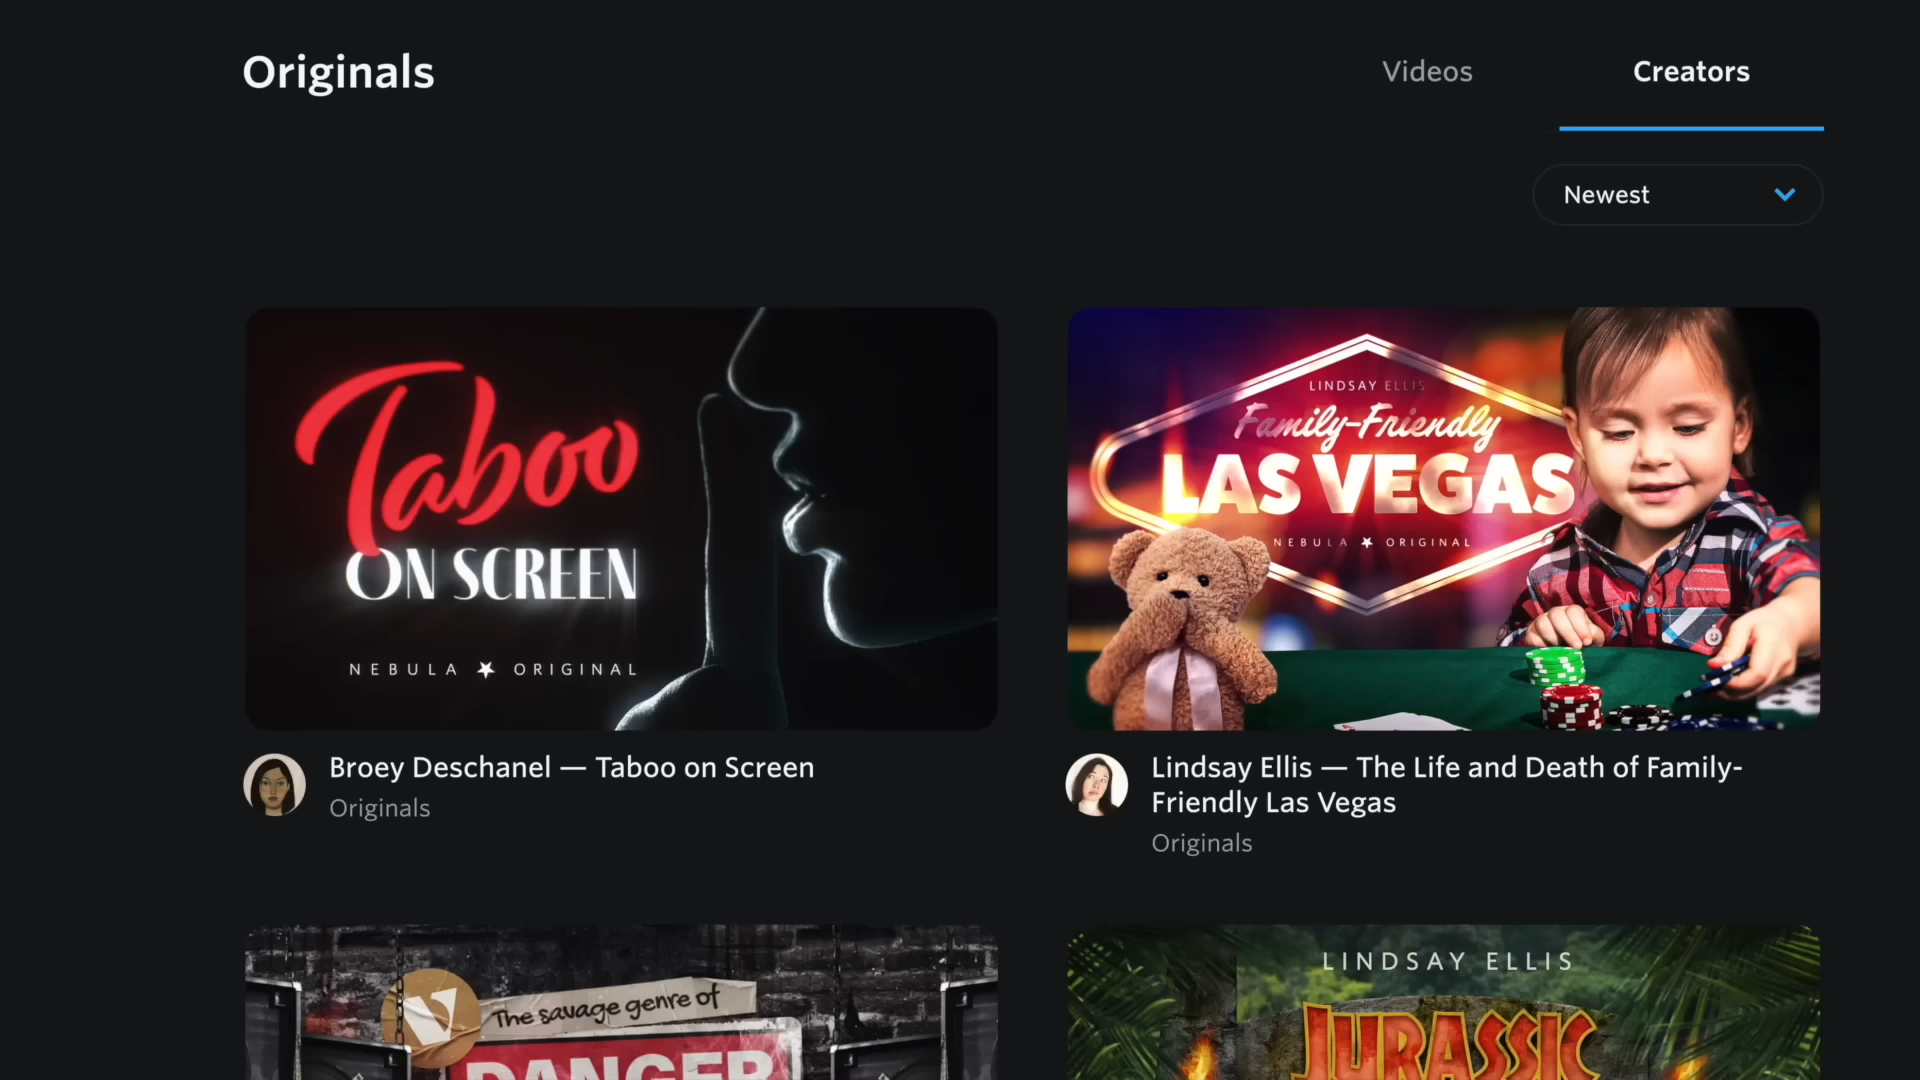 Originals
Videos
Creators
Newest
Taboo
ON SCREEN
NEBULA ★ ORIGINAL
LINDSAY ELLIS
Family-Friendly
LAS VEGAS
NEBULA ★ ORIGINAL
Broey Deschanel — Taboo on Screen
Originals
Lindsay Ellis — The Life and Death of Family-
Friendly Las Vegas
Originals
V
The savage genre of
DANGER
LINDSAY ELLIS
JURASSIC